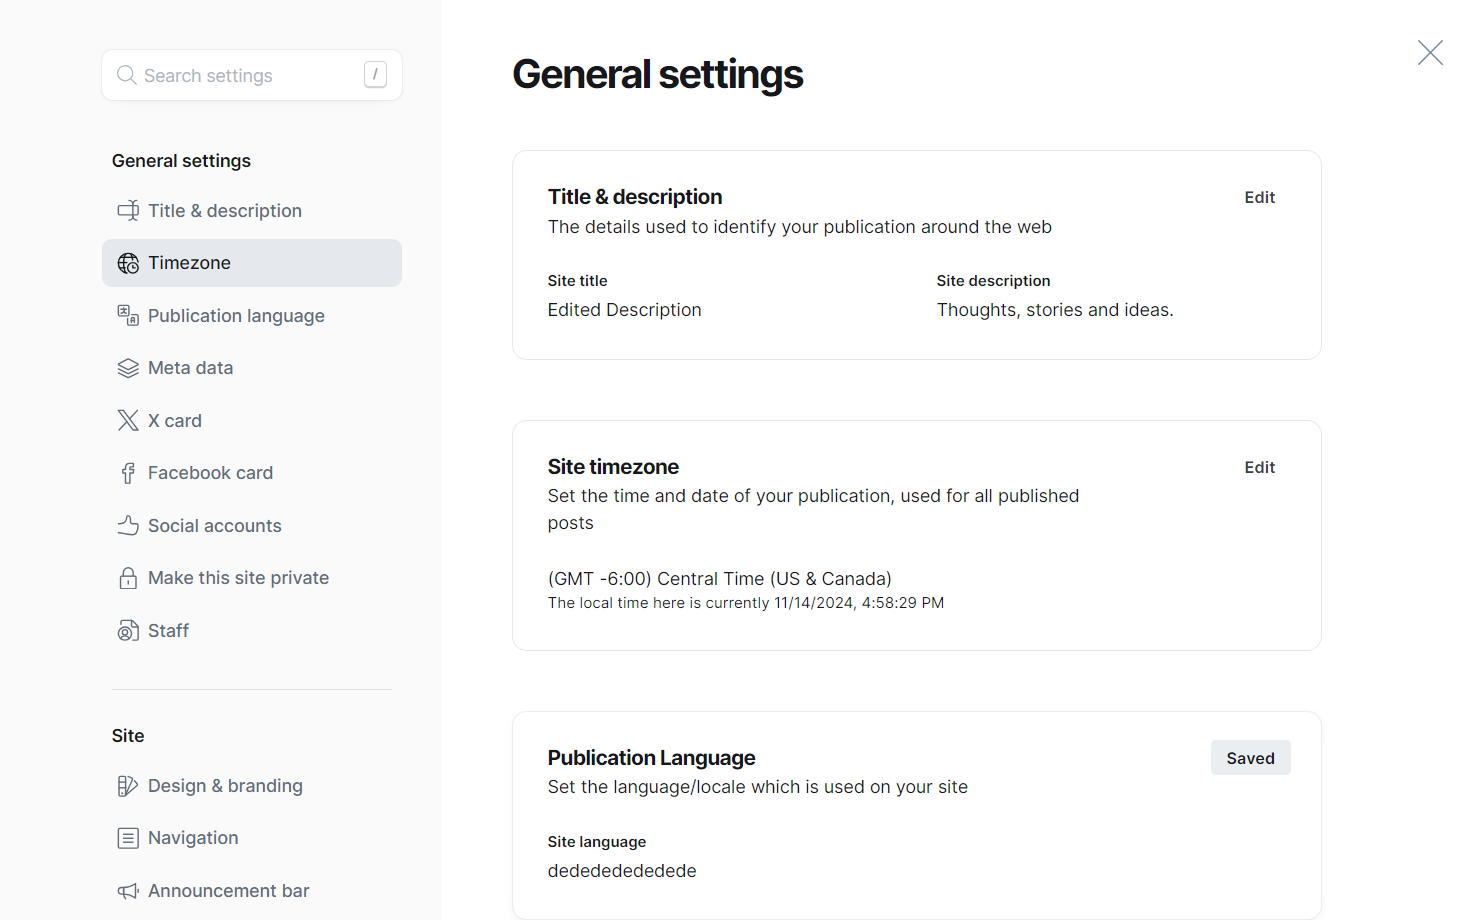 Search settings
/
General settings
Title & description
Timezone
Publication language
Meta data
X card
Facebook card
Social accounts
Make this site private
Staff
Site
Design & branding
Navigation
Announcement bar
General settings
Title & description
Edit
The details used to identify your publication around the web
Site title
Site description
Edited Description
Thoughts, stories and ideas.
Site timezone
Edit
Set the time and date of your publication, used for all published
posts
(GMT -6:00) Central Time (US & Canada)
The local time here is currently 11/14/2024, 4:58:29 PM
Publication Language
Saved
Set the language/locale which is used on your site
Site language
dedededededede